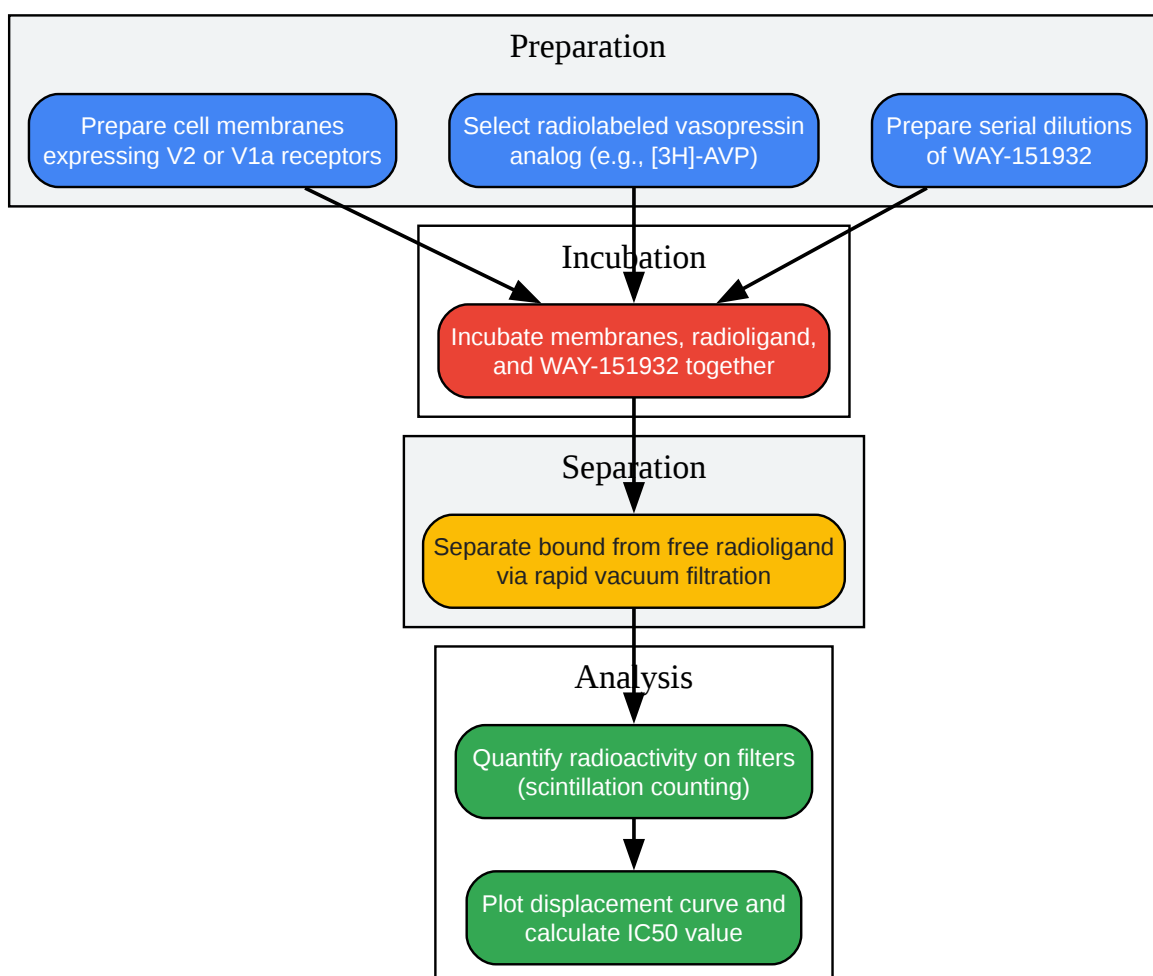 Preparation
Prepare cell membranes
expressing V2 or V1a receptors
Select radiolabeled vasopressin
analog (e.g., [3H]-AVP)
Prepare serial dilutions
of WAY-151932
Incubation
Incubate membranes, radioligand,
and WAY-151932 together
Separation
Separate bound from free radioligand
via rapid vacuum filtration
Analysis
Quantify radioactivity on filters
(scintillation counting)
Plot displacement curve and
calculate IC50 value